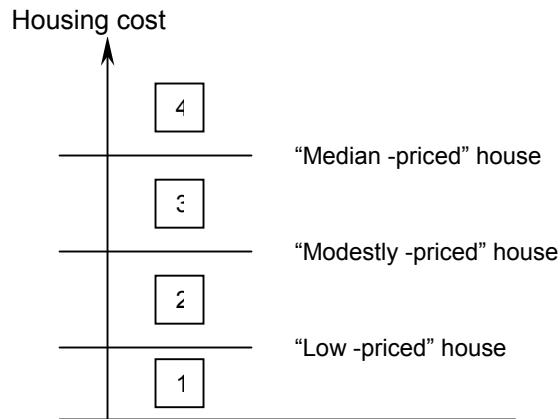 Housing cost
4
“Median -priced” house
3
“Modestly -priced” house
2
“Low -priced” house
1